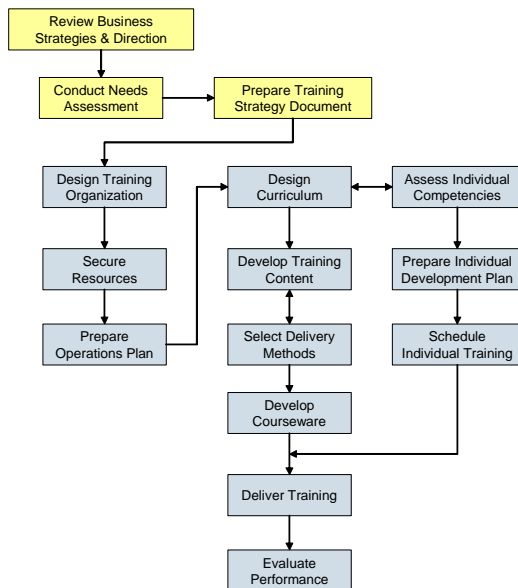 Review Business
Strategies & Direction
Conduct Needs
Assessment
Prepare Training
Strategy Document
Design Training
Organization
Design
Curriculum
Assess Individual
Competencies
Secure
Resources
Develop Training
Content
Prepare Individual
Development Plan
Prepare
Operations Plan
Select Delivery
Methods
Schedule
Individual Training
Develop
Courseware
Deliver Training
Evaluate
Performance